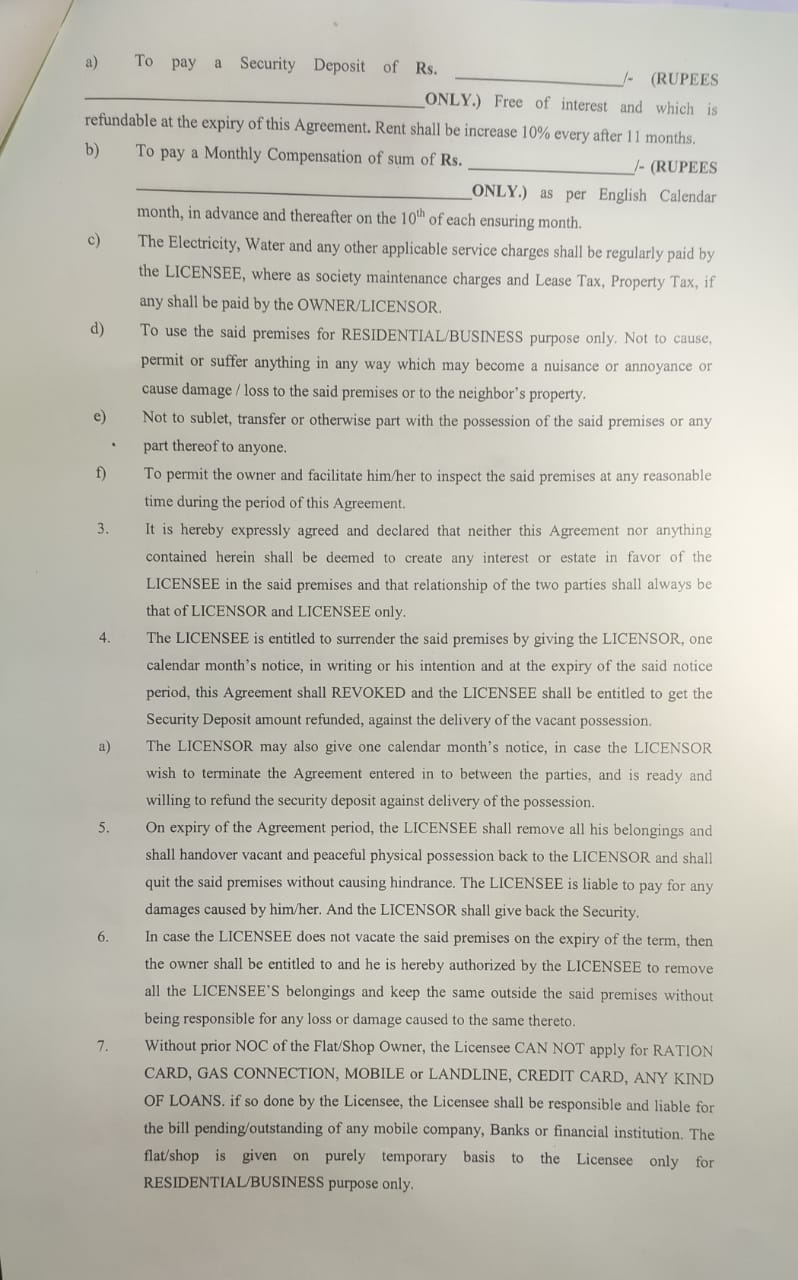 a) To pay a Security Deposit of Rs. ____________________/- (RUPEES
________________________________________ONLY.) Free of interest and which is
refundable at the expiry of this Agreement. Rent shall be increase 10% every after 11 months.
b) To pay a Monthly Compensation of sum of Rs. ____________________/- (RUPEES
________________________________________ONLY.) as per English Calendar
month, in advance and thereafter on the 10th of each ensuring month.
c) The Electricity, Water and any other applicable service charges shall be regularly paid by
the LICENSEE, where as society maintenance charges and Lease Tax, Property Tax, if
any shall be paid by the OWNER/LICENSOR.
d) To use the said premises for RESIDENTIAL/BUSINESS purpose only. Not to cause,
permit or suffer anything in any way which may become a nuisance or annoyance or
cause damage / loss to the said premises or to the neighbor's property.
e) Not to sublet, transfer or otherwise part with the possession of the said premises or any
part thereof to anyone.
f) To permit the owner and facilitate him/her to inspect the said premises at any reasonable
time during the period of this Agreement.
3. It is hereby expressly agreed and declared that neither this Agreement nor anything
contained herein shall be deemed to create any interest or estate in favor of the
LICENSEE in the said premises and that relationship of the two parties shall always be
that of LICENSOR and LICENSEE only.
4. The LICENSEE is entitled to surrender the said premises by giving the LICENSOR, one
calendar month's notice, in writing or his intention and at the expiry of the said notice
period, this Agreement shall REVOKED and the LICENSEE shall be entitled to get the
Security Deposit amount refunded, against the delivery of the vacant possession.
a) The LICENSOR may also give one calendar month's notice, in case the LICENSOR
wish to terminate the Agreement entered in to between the parties, and is ready and
willing to refund the security deposit against delivery of the possession.
5. On expiry of the Agreement period, the LICENSEE shall remove all his belongings and
shall handover vacant and peaceful physical possession back to the LICENSOR and shall
quit the said premises without causing hindrance. The LICENSEE is liable to pay for any
damages caused by him/her. And the LICENSOR shall give back the Security.
6. In case the LICENSEE does not vacate the said premises on the expiry of the term, then
the owner shall be entitled to and he is hereby authorized by the LICENSEE to remove
all the LICENSEE'S belongings and keep the same outside the said premises without
being responsible for any loss or damage caused to the same thereto.
7. Without prior NOC of the Flat/Shop Owner, the Licensee CAN NOT apply for RATION
CARD, GAS CONNECTION, MOBILE or LANDLINE, CREDIT CARD, ANY KIND
OF LOANS. if so done by the Licensee, the Licensee shall be responsible and liable for
the bill pending/outstanding of any mobile company, Banks or financial institution. The
flat/shop is given on purely temporary basis to the Licensee only for
RESIDENTIAL/BUSINESS purpose only.